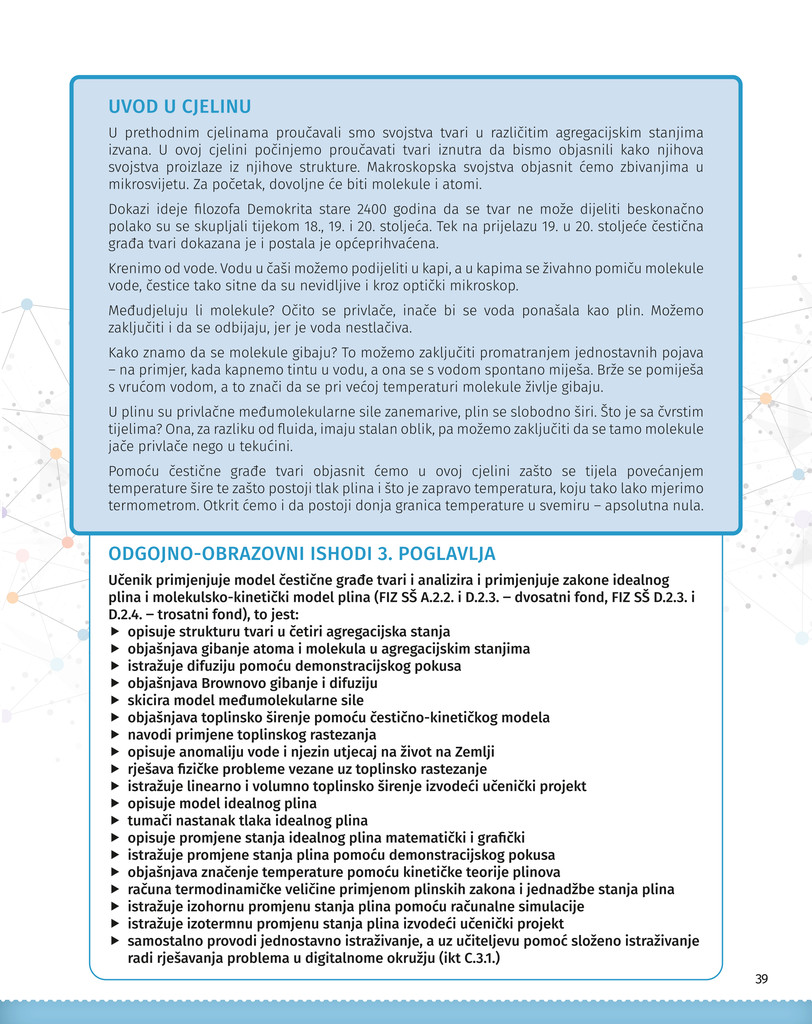 UVOD U CJELINU
U prethodnim cjelinama proučavali smo svojstva tvari u različitim agregacijskim stanjima
izvana. U ovoj cjelini počinjemo proučavati tvari iznutra da bismo objasnili kako njihova
svojstva proizlaze iz njihove strukture. Makroskopska svojstva objasnit ćemo zbivanjima u
mikrosvijetu. Za početak, dovoljne će biti molekule i atomi.
Dokazi ideje filozofa Demokrita stare 2400 godina da se tvar ne može dijeliti beskonačno
polako su se skupljali tijekom 18., 19. i 20. stoljeća. Tek na prijelazu 19. u 20. stoljeće čestična
građa tvari dokazana je i postala je općeprihvaćena.
Krenimo od vode. Vodu u čaši možemo podijeliti u kapi, a u kapima se živahno pomiču molekule
vode, čestice tako sitne da su nevidljive i kroz optički mikroskop.
Međudjeluju li molekule? Očito se privlače, inače bi se voda ponašala kao plin. Možemo
zaključiti i da se odbijaju, jer je voda nestlačiva.
Kako znamo da se molekule gibaju? To možemo zaključiti promatranjem jednostavnih pojava
– na primjer, kada kapnemo tintu u vodu, a ona se s vodom spontano miješa. Brže se pomiješa
s vrućom vodom, a to znači da se pri većoj temperaturi molekule življe gibaju.
U plinu su privlačne međumolekularne sile zanemarive, plin se slobodno širi. Što je sa čvrstim
tijelima? Ona, za razliku od fluida, imaju stalan oblik, pa možemo zaključiti da se tamo molekule
jače privlače nego u tekućini.
Pomoću čestične građe tvari objasnit ćemo u ovoj cjelini zašto se tijela povećanjem
temperature šire te zašto postoji tlak plina i što je zapravo temperatura, koju tako lako mjerimo
termometrom. Otkrit ćemo i da postoji donja granica temperature u svemiru – apsolutna nula.
ODGOJNO-OBRAZOVNI ISHODI 3. POGLAVLJA
Učenik primjenjuje model čestične građe tvari i analizira i primjenjuje zakone idealnog
plina i molekulsko-kinetički model plina (FIZ SŠ A.2.2. i D.2.3. – dvosatni fond, FIZ SŠ D.2.3. i
D.2.4. – trosatni fond), to jest:
▶ opisuje strukturu tvari u četiri agregacijska stanja
▶ objašnjava gibanje atoma i molekula u agregacijskim stanjima
▶ istražuje difuziju pomoću demonstracijskog pokusa
▶ objašnjava Brownovo gibanje i difuziju
▶ skicira model međumolekularne sile
▶ objašnjava toplinsko širenje pomoću čestično-kinetičkog modela
▶ navodi primjene toplinskog rastezanja
▶ opisuje anomaliju vode i njezin utjecaj na život na Zemlji
▶ rješava fizičke probleme vezane uz toplinsko rastezanje
▶ istražuje linearno i volumno toplinsko širenje izvodeći učenički projekt
▶ opisuje model idealnog plina
▶ tumači nastanak tlaka idealnog plina
▶ opisuje promjene stanja idealnog plina matematički i grafički
▶ istražuje promjene stanja plina pomoću demonstracijskog pokusa
▶ objašnjava značenje temperature pomoću kinetičke teorije plinova
▶ računa termodinamičke veličine primjenom plinskih zakona i jednadžbe stanja plina
▶ istražuje izohornu promjenu stanja plina pomoću računalne simulacije
▶ istražuje izotermnu promjenu stanja plina izvodeći učenički projekt
▶ samostalno provodi jednostavno istraživanje, a uz učiteljevu pomoć složeno istraživanje
radi rješavanja problema u digitalnome okružju (ikt C.3.1.)
39